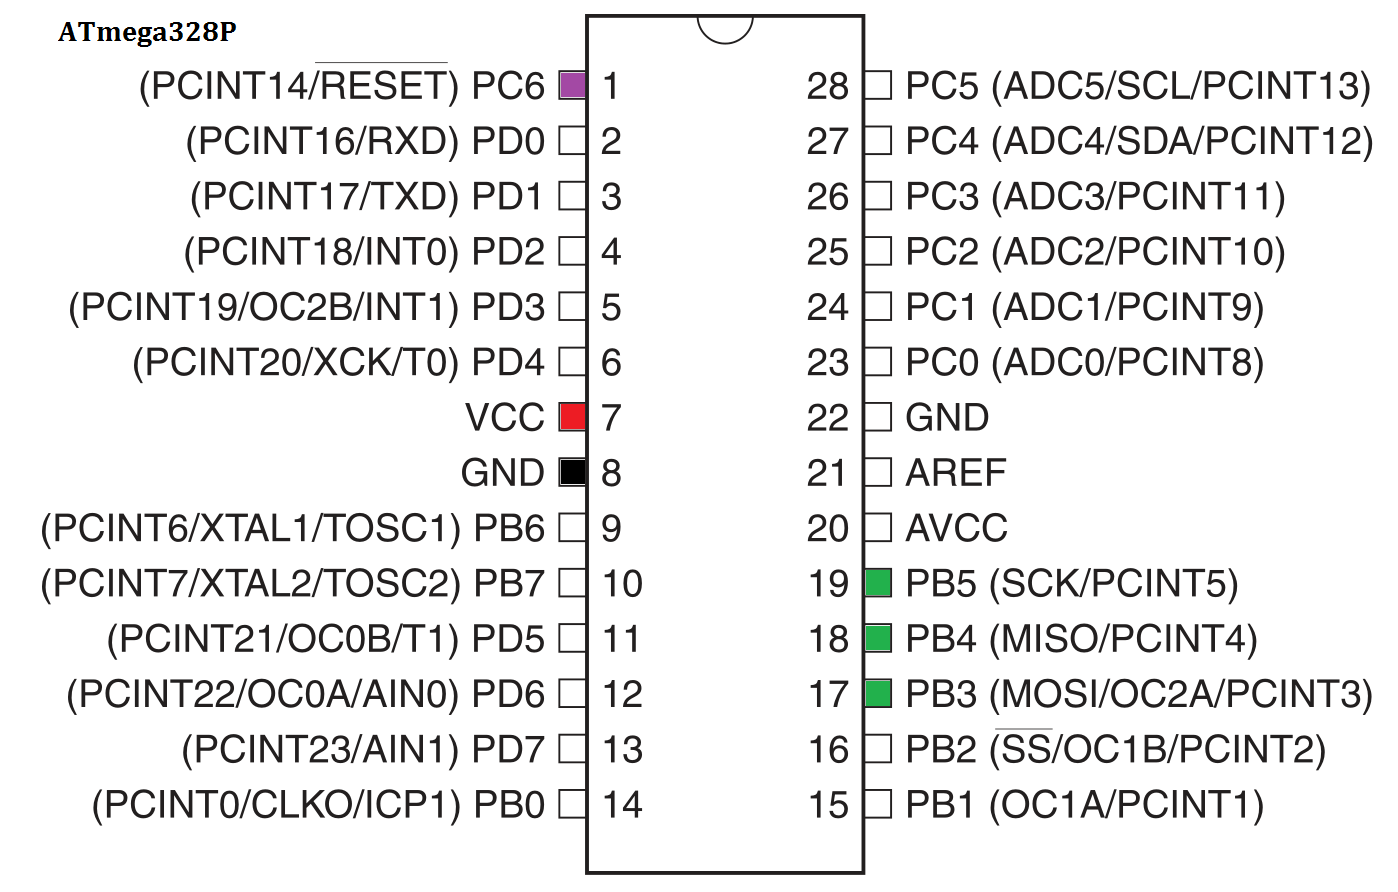 ATmega328P
(PCINT14/RESET) PC6 1 28 PC5 (ADC5/SCL/PCINT13)
(PCINT16/RXD) PD0 2 27 PC4 (ADC4/SDA/PCINT12)
(PCINT17/TXD) PD1 3 26 PC3 (ADC3/PCINT11)
(PCINT18/INT0) PD2 4 25 PC2 (ADC2/PCINT10)
(PCINT19/OC2B/INT1) PD3 5 24 PC1 (ADC1/PCINT9)
(PCINT20/XCK/T0) PD4 6 23 PC0 (ADC0/PCINT8)
VCC 7 22 GND
GND 8 21 AREF
(PCINT6/XTAL1/TOSC1) PB6 9 20 AVCC
(PCINT7/XTAL2/TOSC2) PB7 10 19 PB5 (SCK/PCINT5)
(PCINT21/OC0B/T1) PD5 11 18 PB4 (MISO/PCINT4)
(PCINT22/OC0A/AIN0) PD6 12 17 PB3 (MOSI/OC2A/PCINT3)
(PCINT23/AIN1) PD7 13 16 PB2 (SS/OC1B/PCINT2)
(PCINT0/CLKO/ICP1) PB0 14 15 PB1 (OC1A/PCINT1)